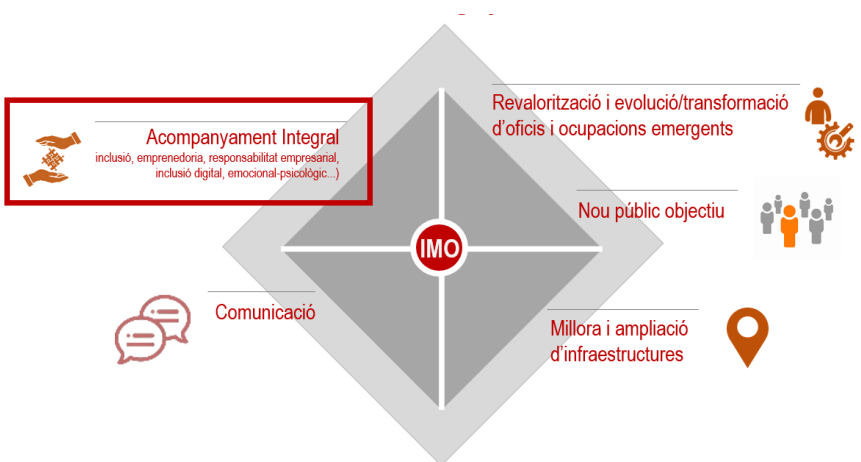 Acompanyament Integral
inclusió, emprenedoria, responsabilitat empresarial,
inclusió digital, emocional-psicològic...)
Revalorització i evolució/transformació
d'oficis i ocupacions emergents
Nou públic objectiu
IMO
Comunicació
Millora i ampliació
d'infraestructures